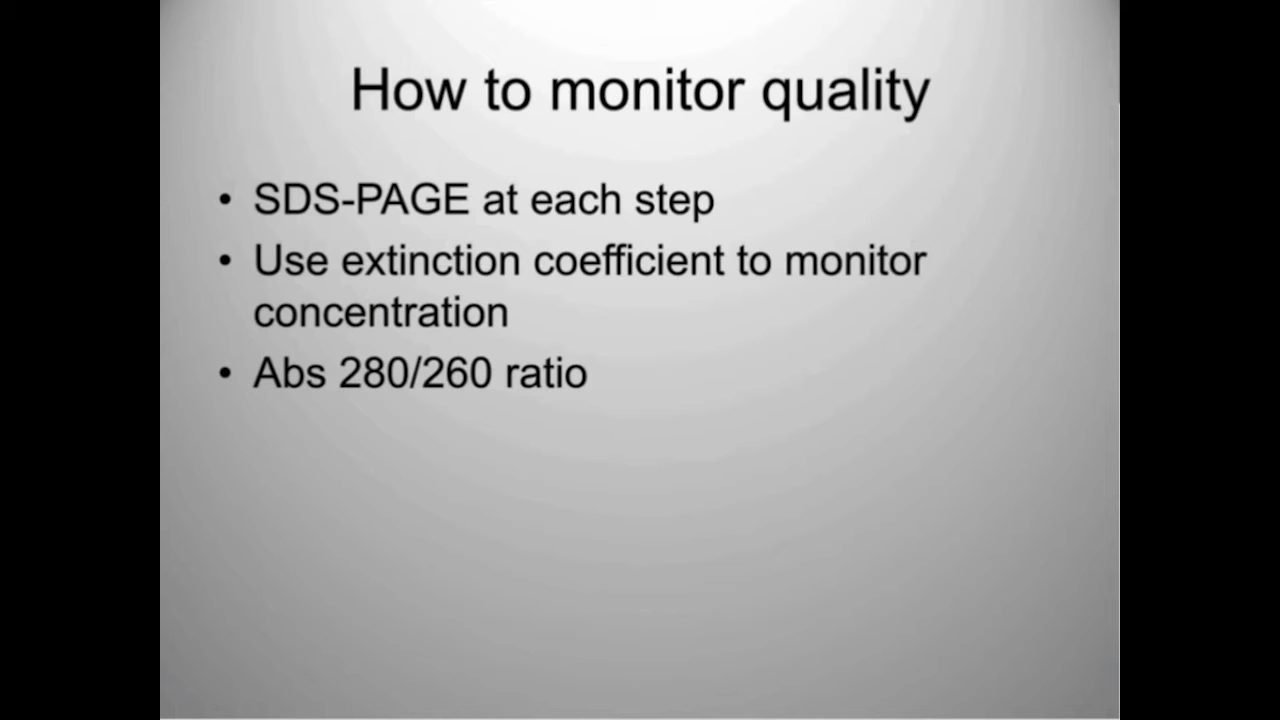 How to monitor quality
• SDS-PAGE at each step
• Use extinction coefficient to monitor
concentration
• Abs 280/260 ratio